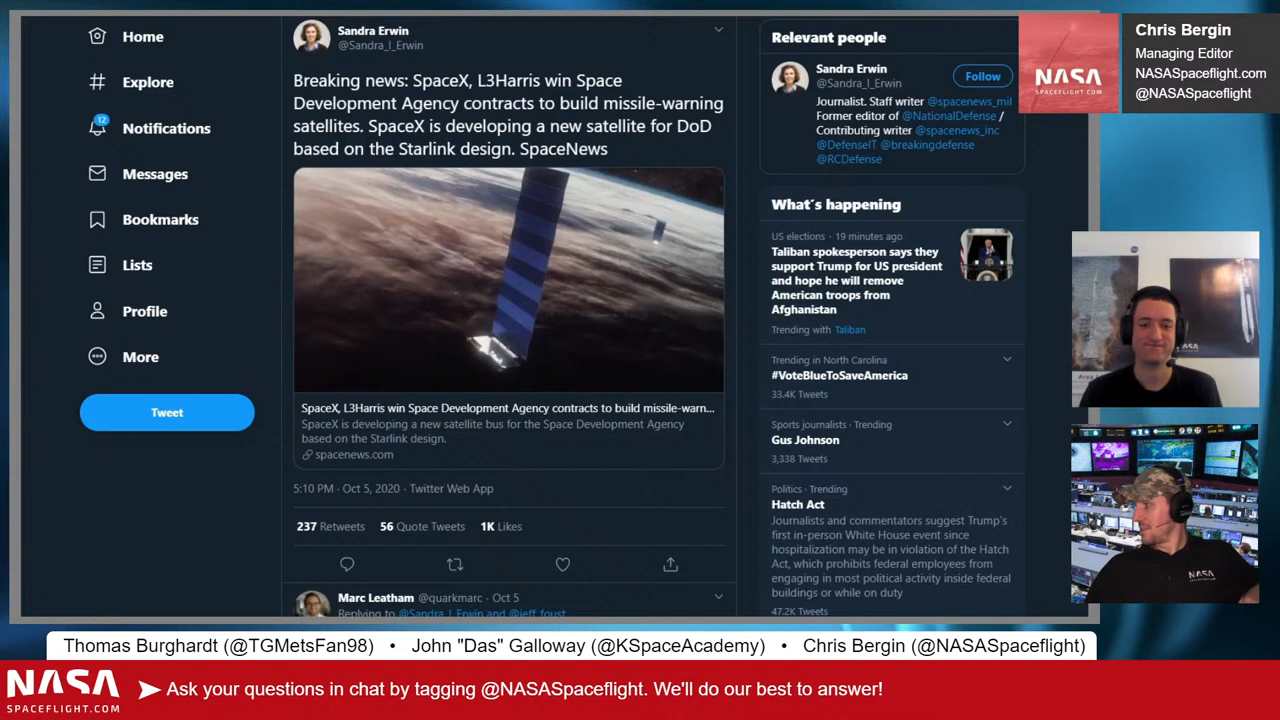 Home
Explore
12
Notifications
Messages
Bookmarks
Lists
Profile
More
Tweet
Sandra Erwin
@Sandra_I_Erwin
Breaking news: SpaceX, L3Harris win Space
Development Agency contracts to build missile-warning
satellites. SpaceX is developing a new satellite for DoD
based on the Starlink design. SpaceNews
SpaceX, L3Harris win Space Development Agency contracts to build missile-warn...
SpaceX is developing a new satellite bus for the Space Development Agency
based on the Starlink design.
spacenews.com
5:10 PM · Oct 5, 2020 · Twitter Web App
237 Retweets 56 Quote Tweets 1K Likes
Marc Leatham @quarkmarc · Oct 5
Replying to @Sandra_I_Erwin and @jeff_foust
Relevant people
Sandra Erwin
@Sandra_I_Erwin
Follow
Journalist. Staff writer @spacenews_mil
Former editor of @NationalDefense /
Contributing writer @spacenews_inc
@DefenseIT @breakingdefense
@RCDefense
What´s happening
US elections · 19 minutes ago
Taliban spokesperson says they
support Trump for US president
and hope he will remove
American troops from
Afghanistan
Trending with Taliban
Trending in North Carolina
#VoteBlueToSaveAmerica
33.4K Tweets
Sports journalists · Trending
Gus Johnson
3,338 Tweets
Politics · Trending
Hatch Act
Journalists and commentators suggest Trump's
first in-person White House event since
hospitalization may be in violation of the Hatch
Act, which prohibits federal employees from
engaging in most political activity inside federal
buildings or while on duty
47.2K Tweets
NASA
SPACEFLIGHT.COM
Chris Bergin
Managing Editor
NASASpaceflight.com
@NASASpaceflight
NASA
Thomas Burghardt (@TGMetsFan98) • John "Das" Galloway (@KSpaceAcademy) • Chris Bergin (@NASASpaceflight)
NASA
SPACEFLIGHT.COM
Ask your questions in chat by tagging @NASASpaceflight. We'll do our best to answer!